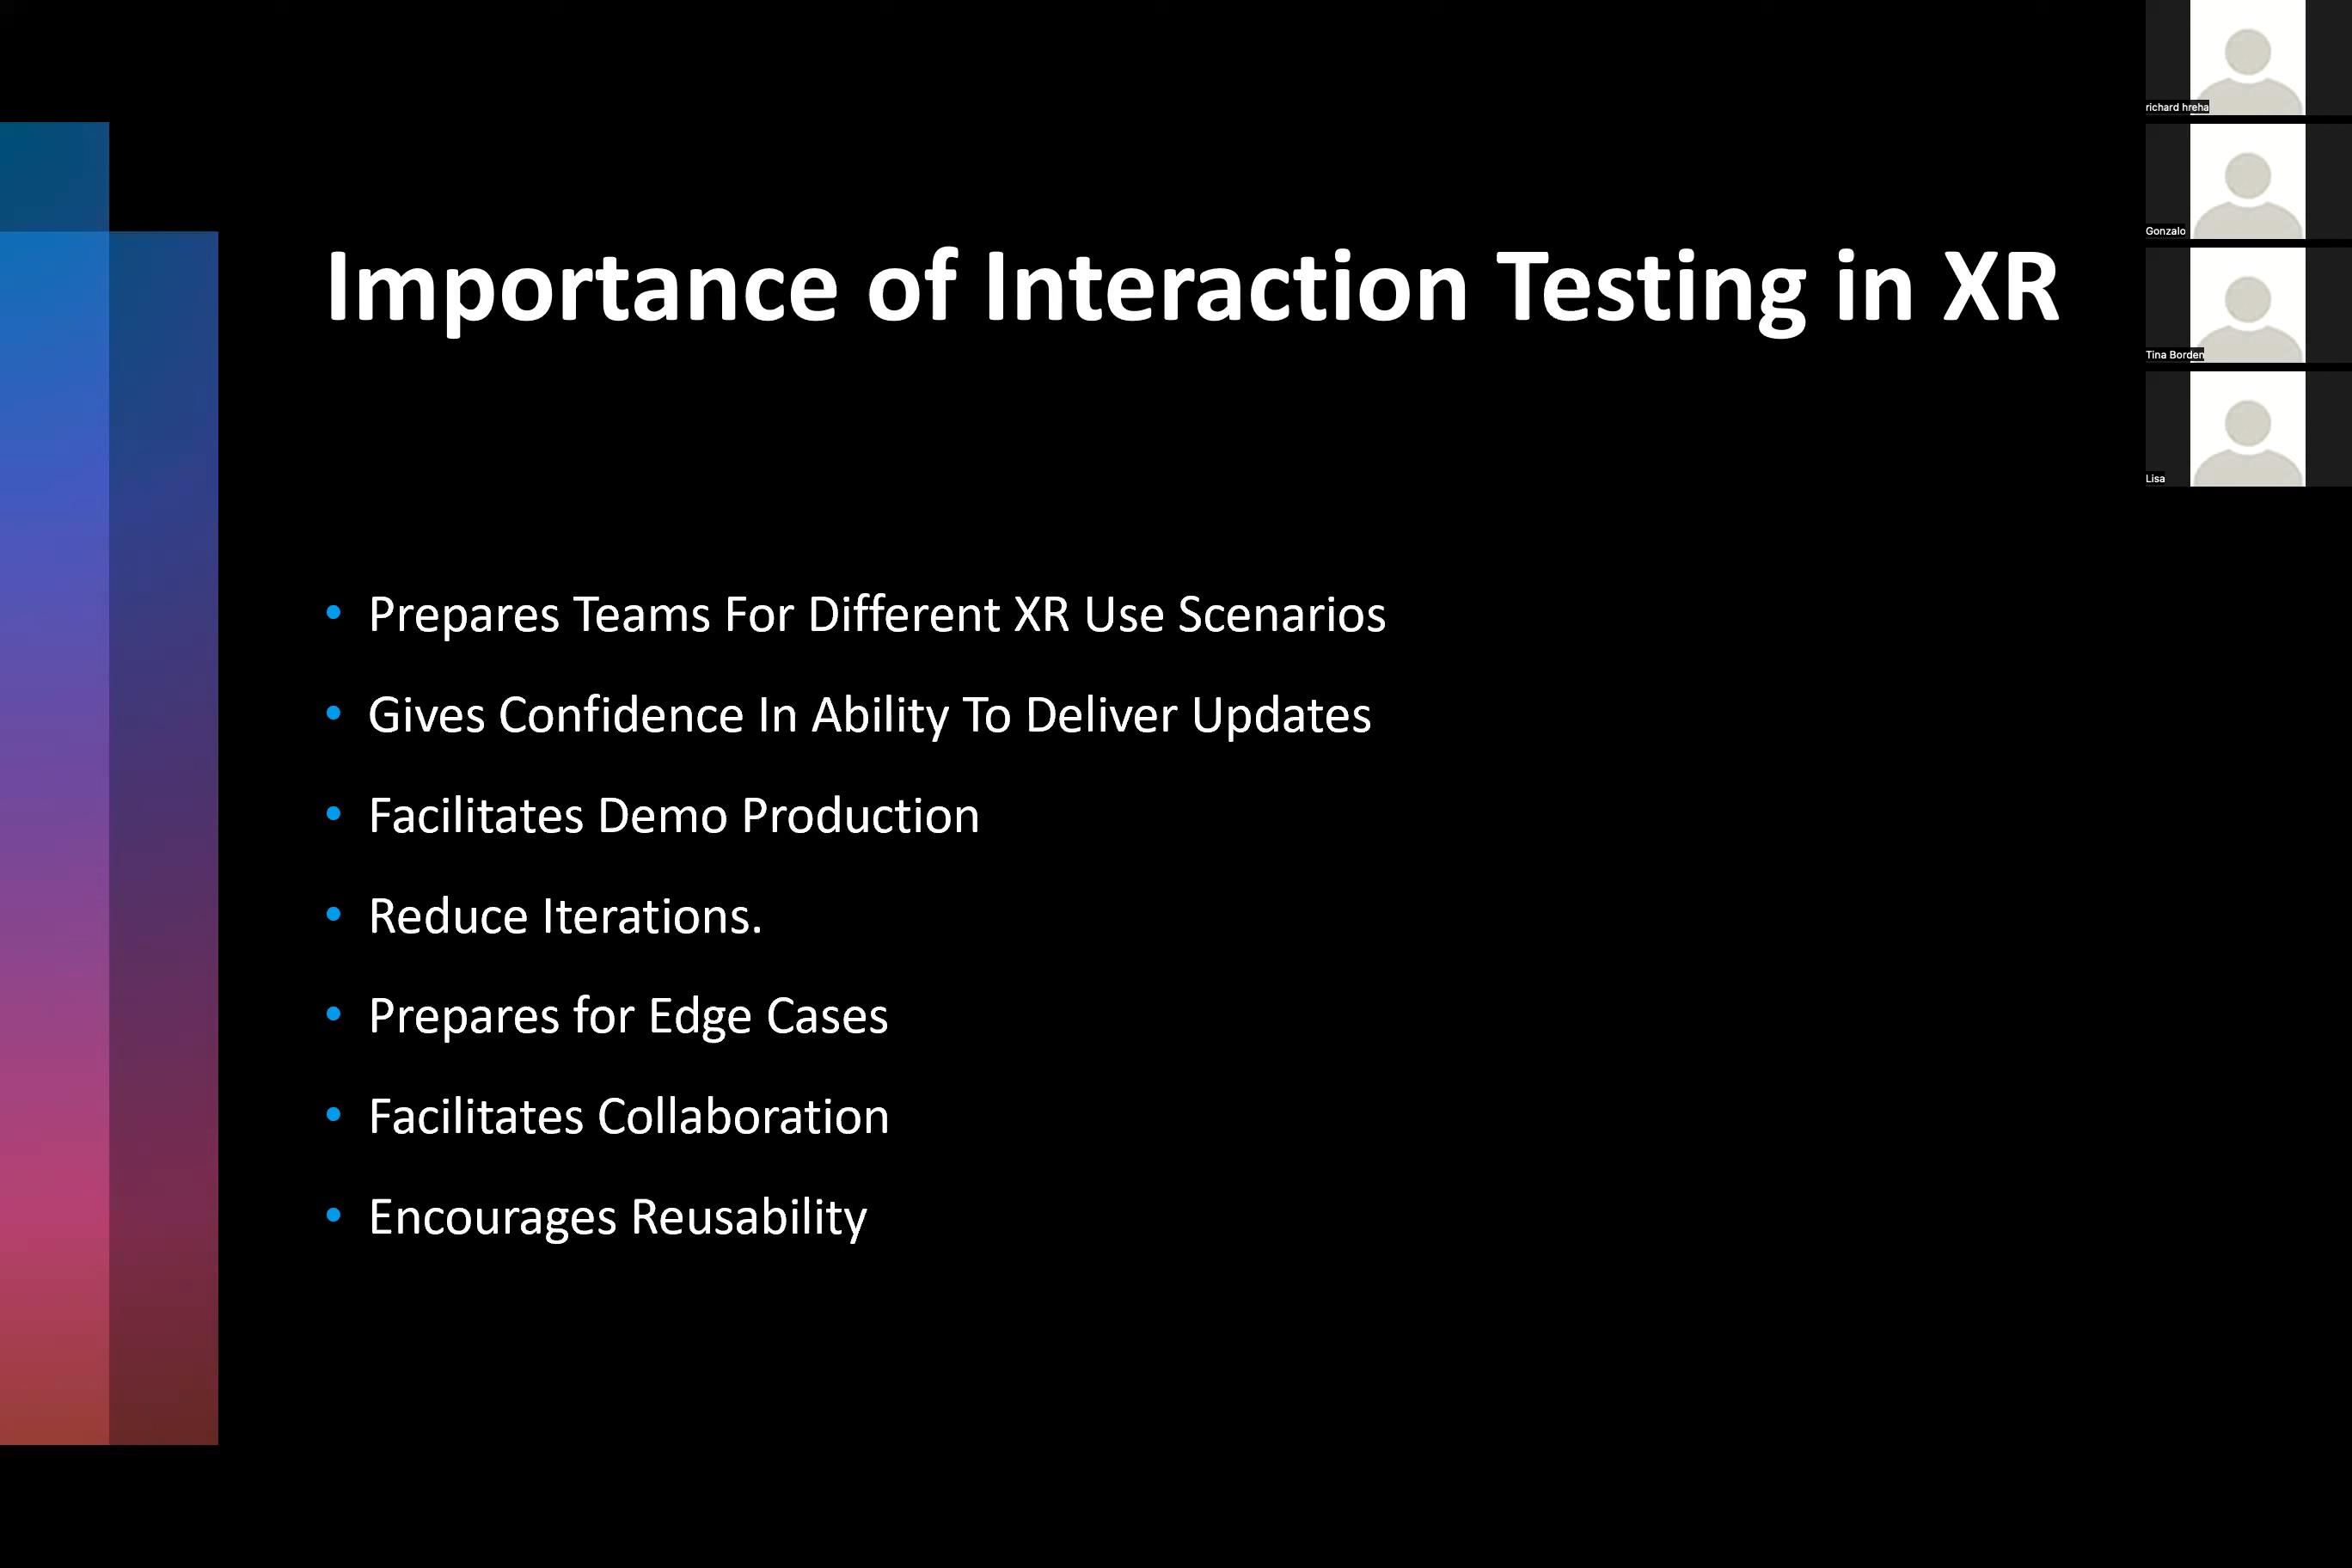 Importance of Interaction Testing in XR
Prepares Teams For Different XR Use Scenarios
Gives Confidence In Ability To Deliver Updates
Facilitates Demo Production
Reduce Iterations.
Prepares for Edge Cases
Facilitates Collaboration
Encourages Reusability
richard hreha
Gonzalo
Tina Borden
Lisa